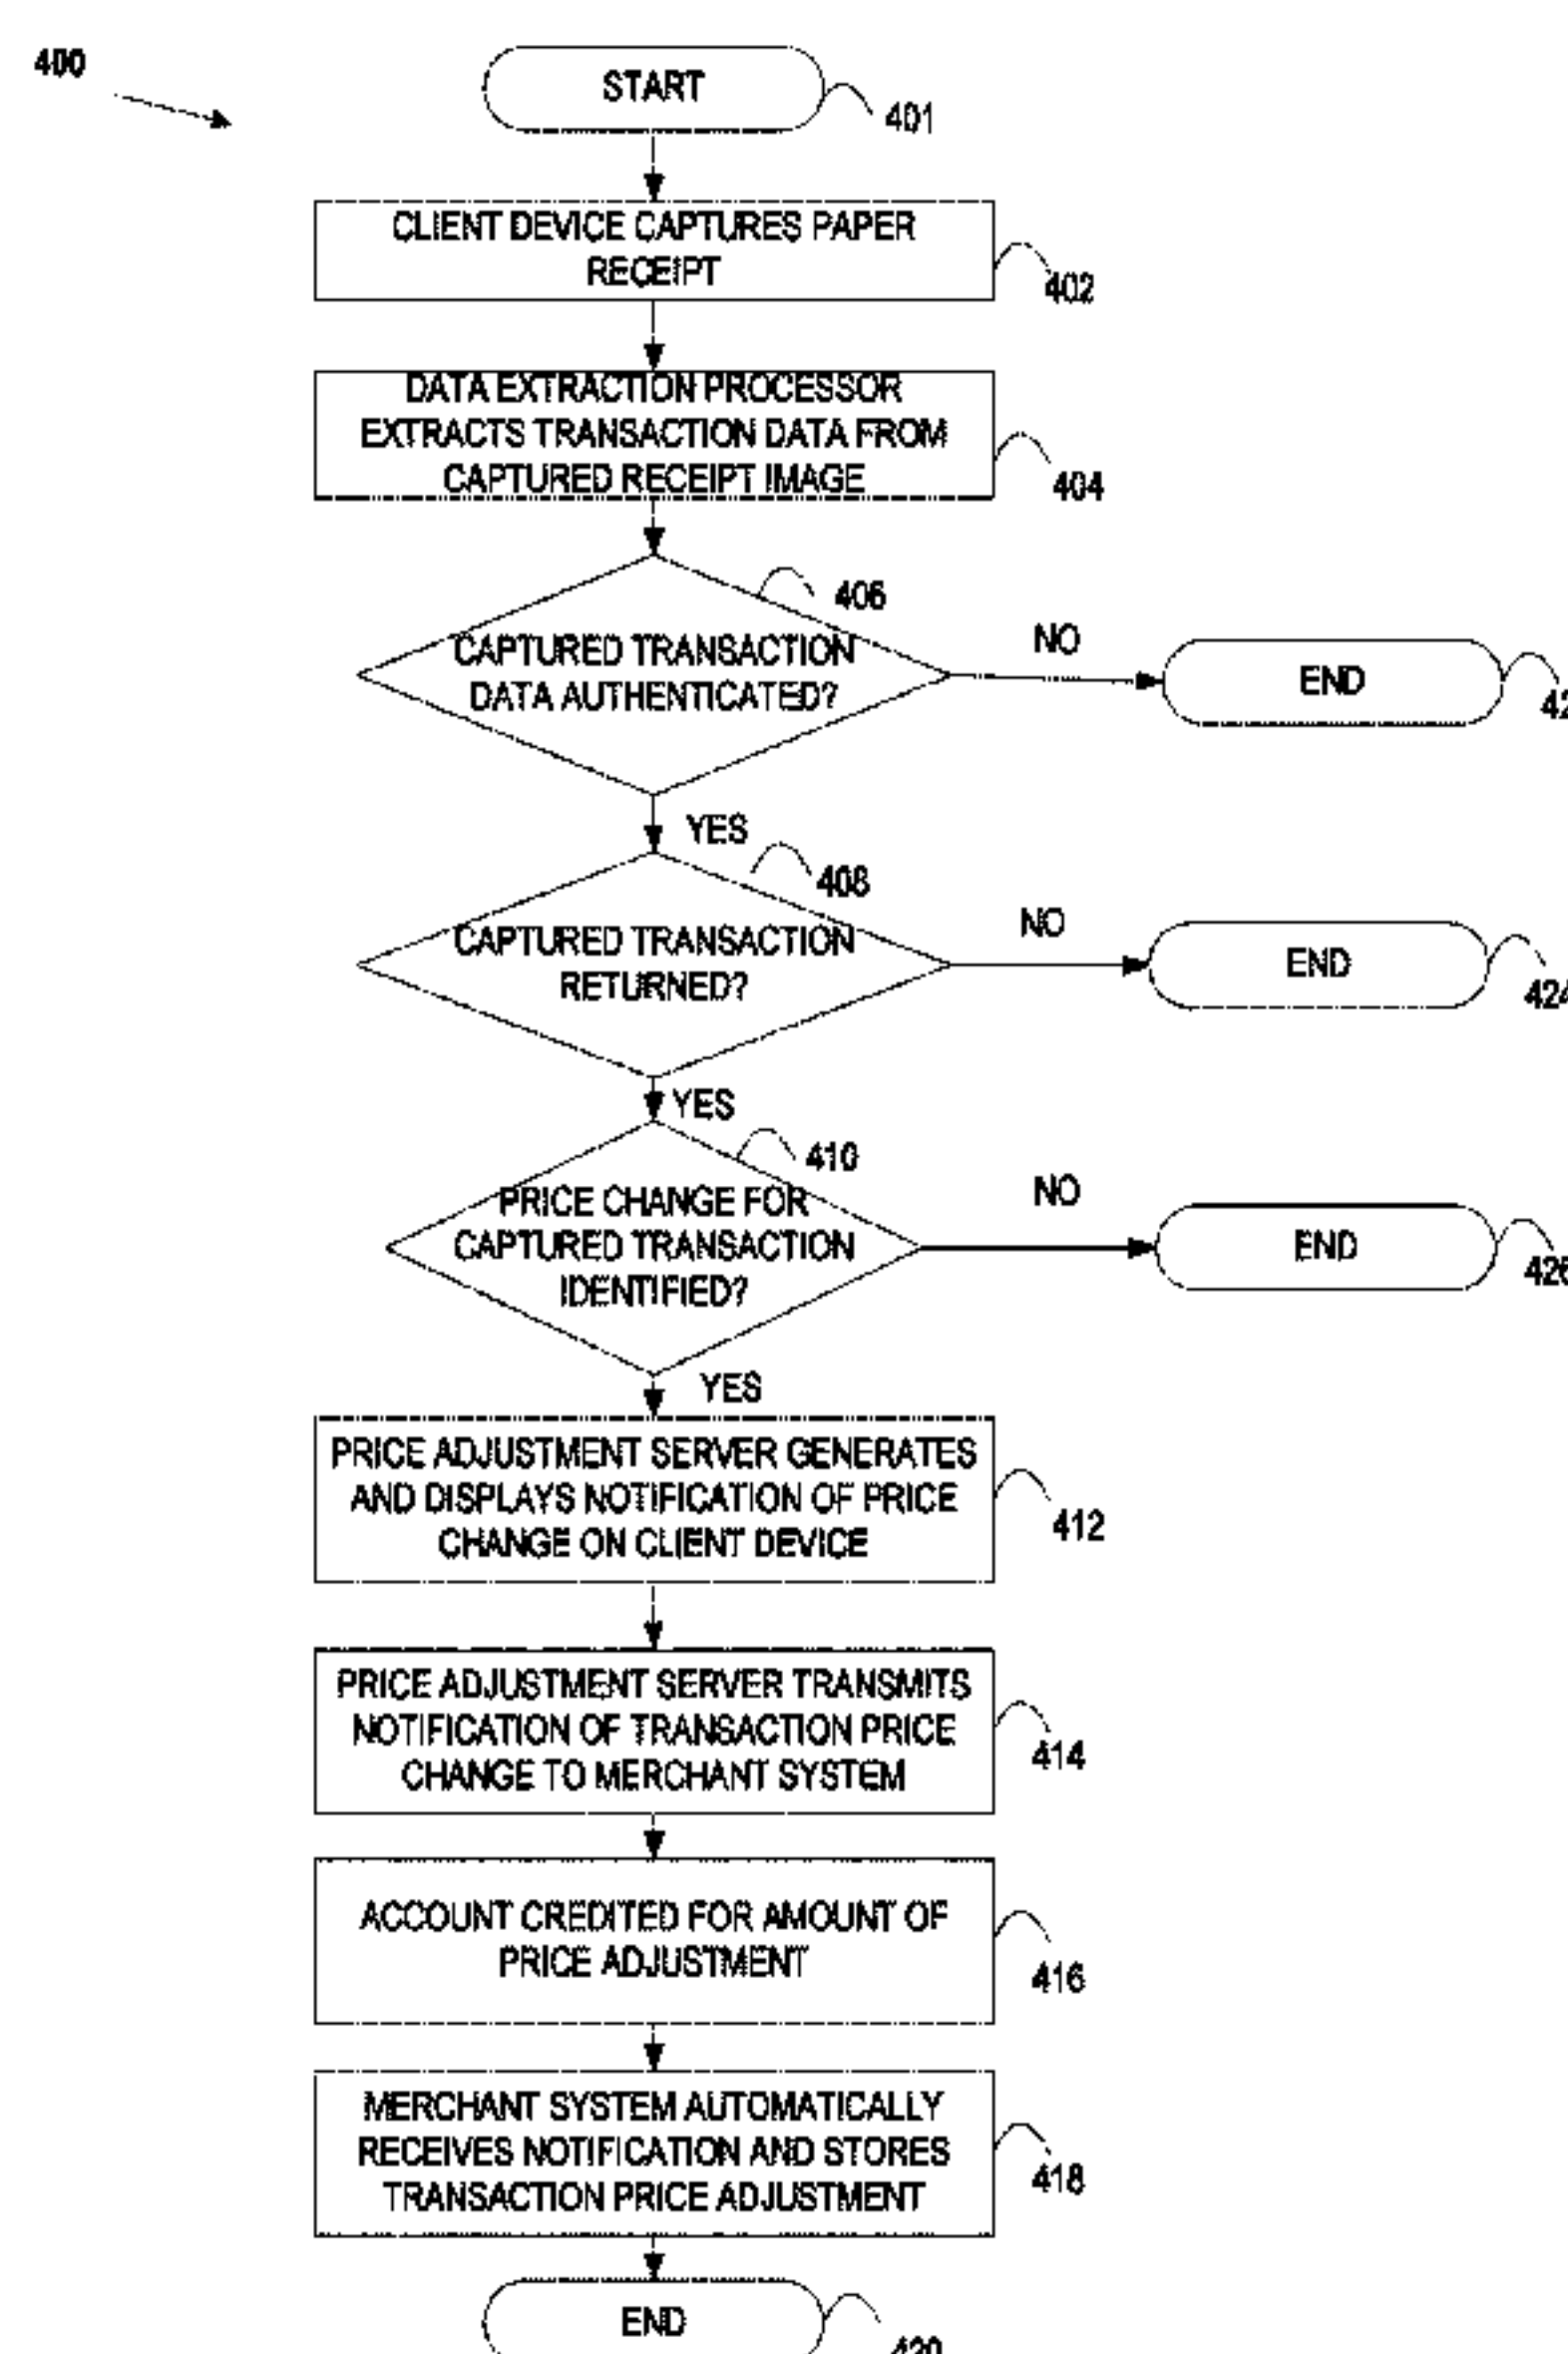 400
START
401
CLIENT DEVICE CAPTURES PAPER
RECEIPT
402
DATA EXTRACTION PROCESSOR
EXTRACTS TRANSACTION DATA FROM
CAPTURED RECEIPT IMAGE
404
406
CAPTURED TRANSACTION
DATA AUTHENTICATED?
NO
END
YES
408
CAPTURED TRANSACTION
RETURNED?
NO
END
424
YES
410
PRICE CHANGE FOR
CAPTURED TRANSACTION
IDENTIFIED?
NO
END
426
YES
PRICE ADJUSTMENT SERVER GENERATES
AND DISPLAYS NOTIFICATION OF PRICE
CHANGE ON CLIENT DEVICE
412
PRICE ADJUSTMENT SERVER TRANSMITS
NOTIFICATION OF TRANSACTION PRICE
CHANGE TO MERCHANT SYSTEM
414
ACCOUNT CREDITED FOR AMOUNT OF
PRICE ADJUSTMENT
416
MERCHANT SYSTEM AUTOMATICALLY
RECEIVES NOTIFICATION AND STORES
TRANSACTION PRICE ADJUSTMENT
418
END
420